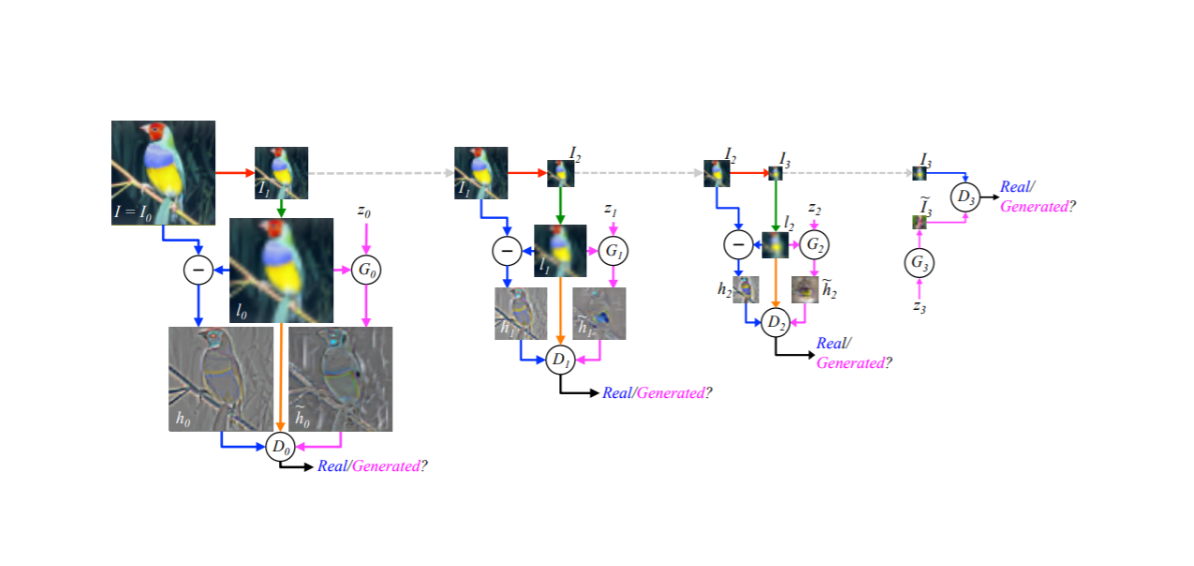 I = I₀
I₁
l₀
z₀
G₀
−
h₀
h̃₀
D₀
Real/Generated?
I₁
I₂
l₁
z₁
G₁
−
h₁
h̃₁
D₁
Real/Generated?
I₂
I₃
l₂
z₂
G₂
−
h₂
h̃₂
D₂
Real/
Generated?
I₃
Ĩ₃
D₃
G₃
z₃
Real/
Generated?